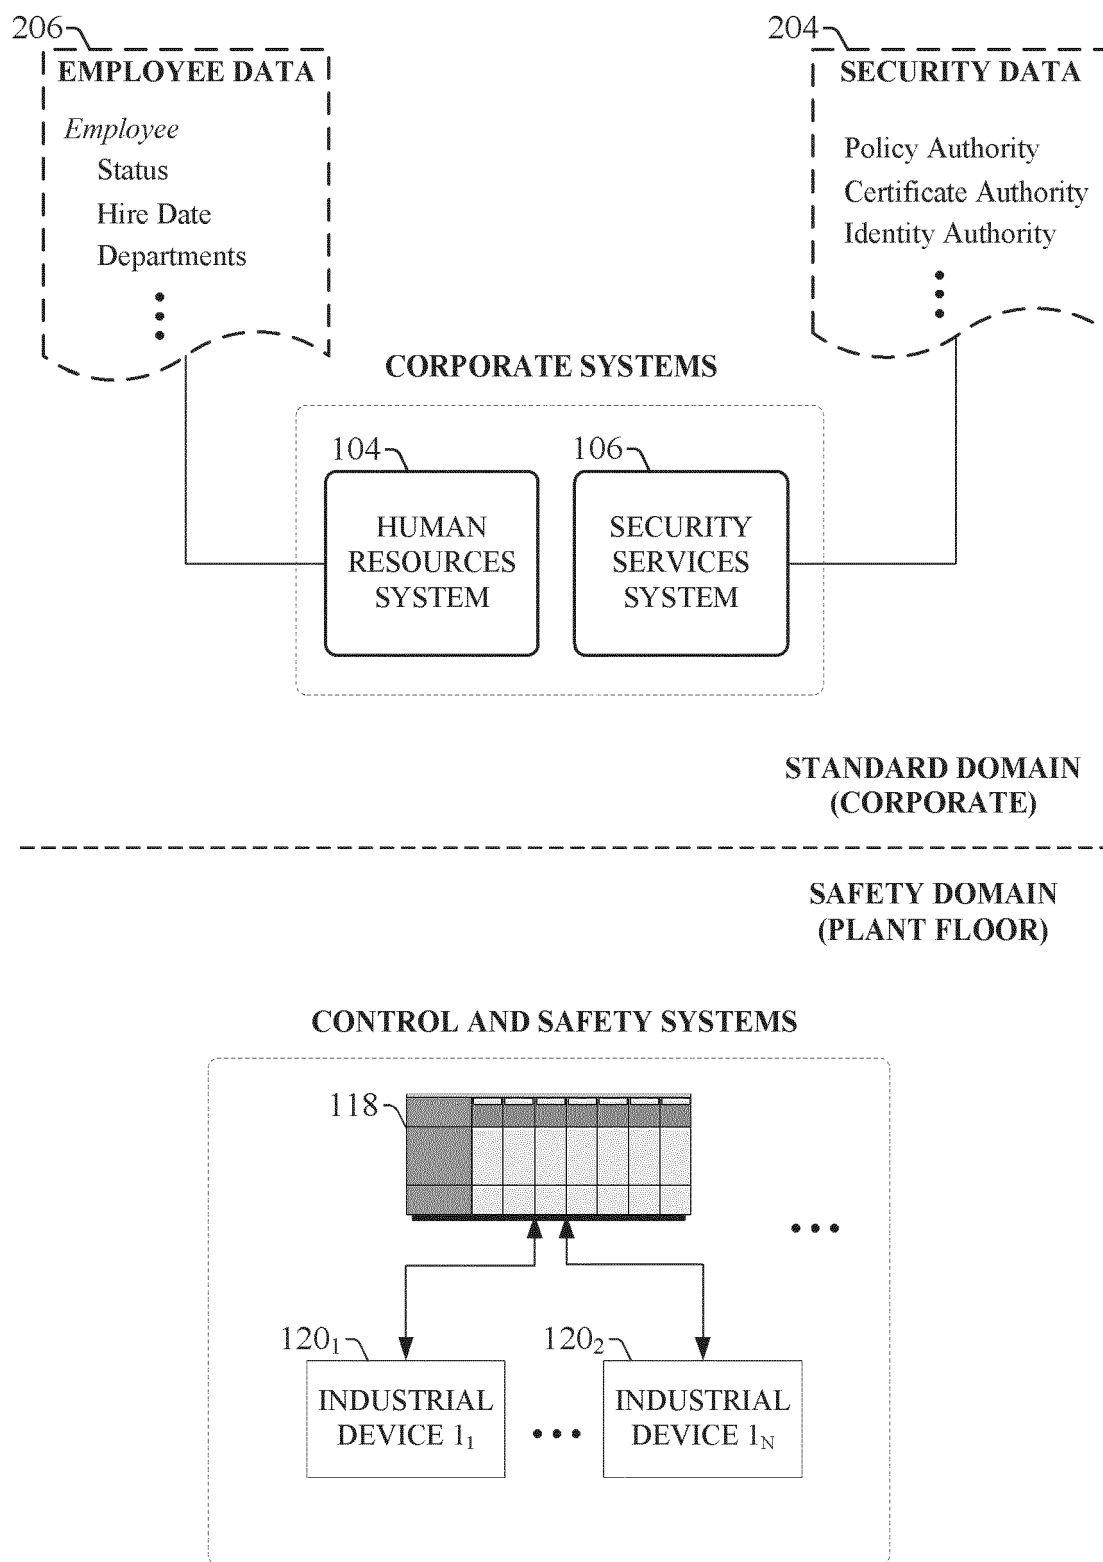 206
EMPLOYEE DATA
Employee
Status
Hire Date
Departments
204
SECURITY DATA
Policy Authority
Certificate Authority
Identity Authority
CORPORATE SYSTEMS
104
HUMAN
RESOURCES
SYSTEM
106
SECURITY
SERVICES
SYSTEM
STANDARD DOMAIN
(CORPORATE)
SAFETY DOMAIN
(PLANT FLOOR)
CONTROL AND SAFETY SYSTEMS
118
120₁
INDUSTRIAL
DEVICE 1₁
120₂
INDUSTRIAL
DEVICE 1_N